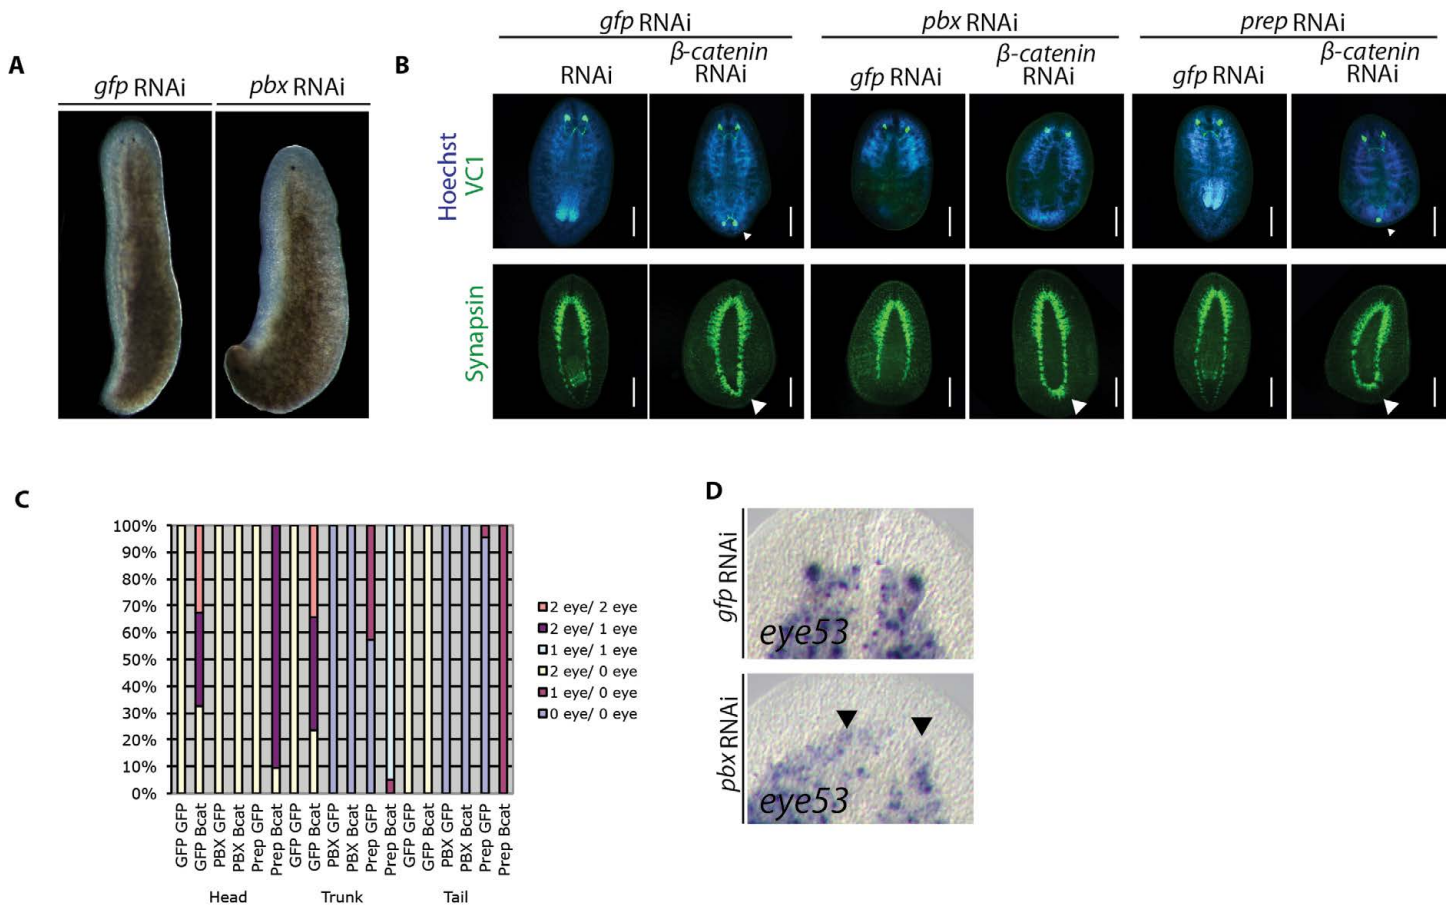 A
gfp RNAi
pbx RNAi
B
gfp RNAi
pbx RNAi
prep RNAi
RNAi
β-catenin
RNAi
gfp RNAi
β-catenin
RNAi
gfp RNAi
β-catenin
RNAi
Hoechst
VC1
Synapsin
C
100%
90%
80%
70%
60%
50%
40%
30%
20%
10%
0%
2 eye/ 2 eye
2 eye/ 1 eye
1 eye/ 1 eye
2 eye/ 0 eye
1 eye/ 0 eye
0 eye/ 0 eye
GFP GFP
GFP Bcat
PBX GFP
PBX Bcat
Prep GFP
Prep Bcat
GFP GFP
GFP Bcat
PBX GFP
PBX Bcat
Prep GFP
Prep Bcat
GFP GFP
GFP Bcat
PBX GFP
PBX Bcat
Prep GFP
Prep Bcat
Head
Trunk
Tail
D
gfp RNAi
eye53
pbx RNAi
eye53